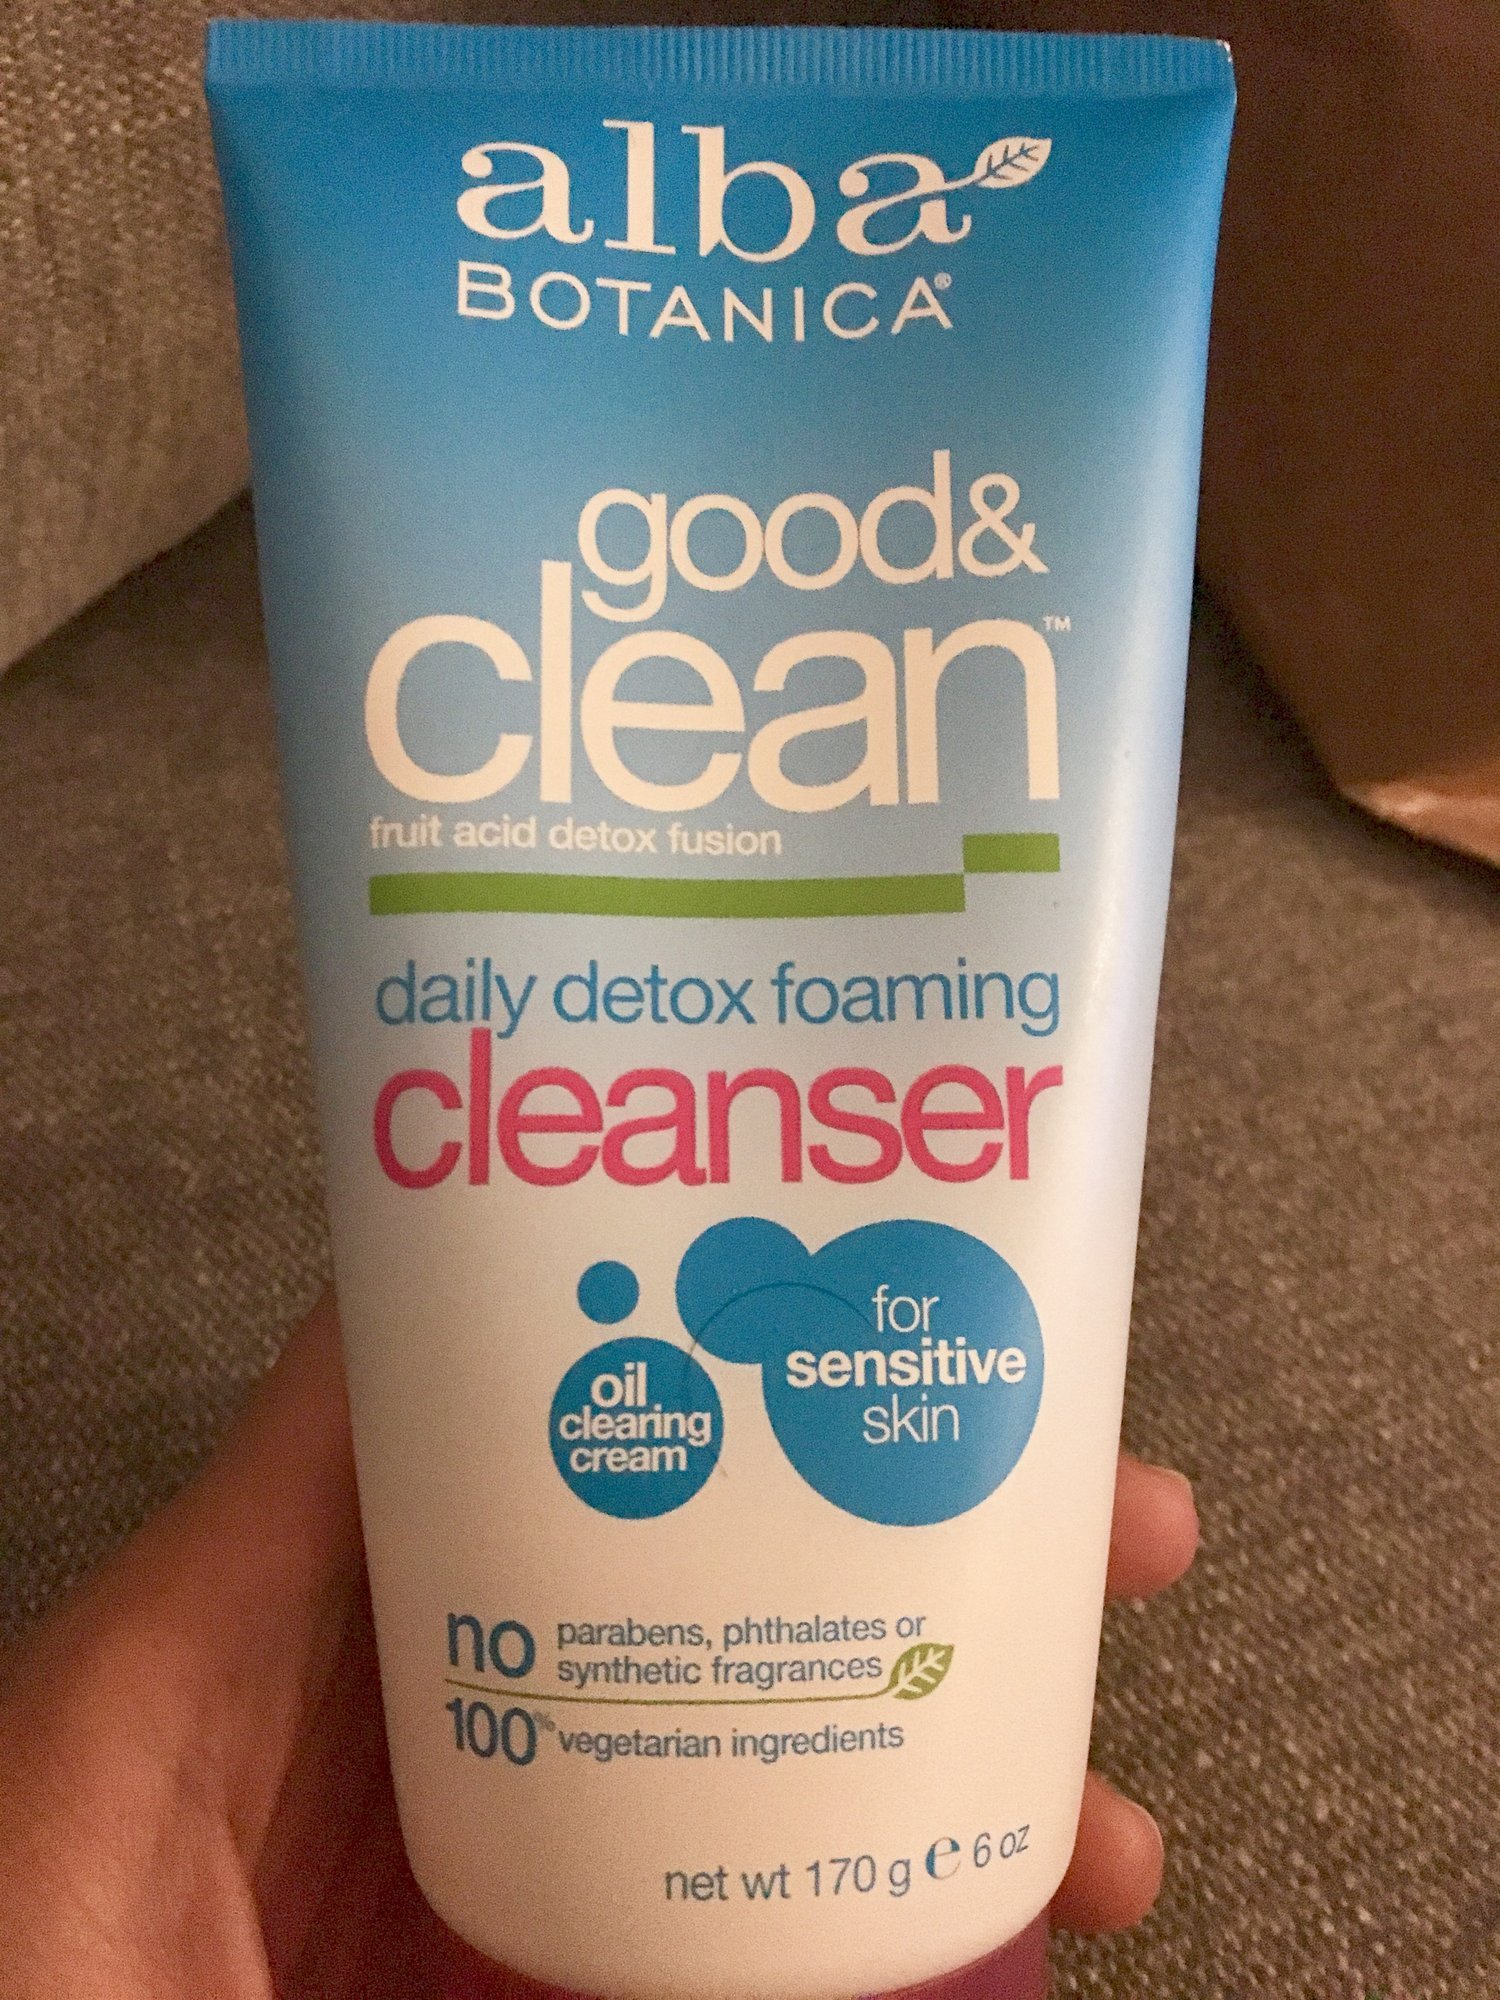 alba
BOTANICA®
good&
clean™
fruit acid detox fusion
daily detox foaming
cleanser
oil
clearing
cream
for
sensitive
skin
no parabens, phthalates or
synthetic fragrances
100% vegetarian ingredients
net wt 170 g e 6 oz